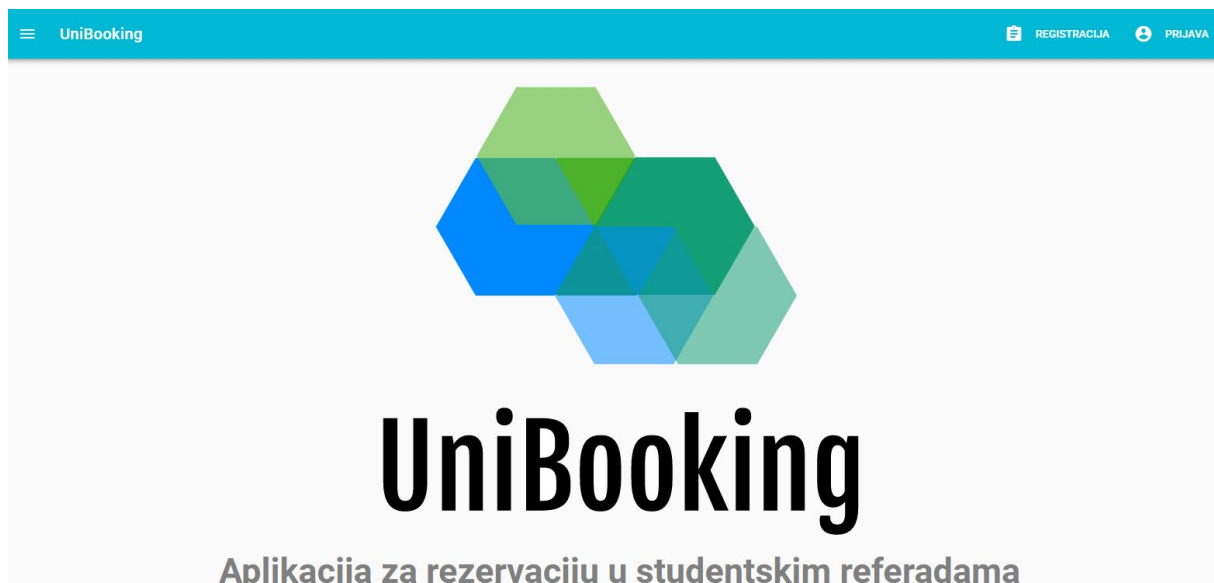 UniBooking
REGISTRACIJA
PRIJAVA
UniBooking
Aplikacija za rezervaciju u studentskim referadama